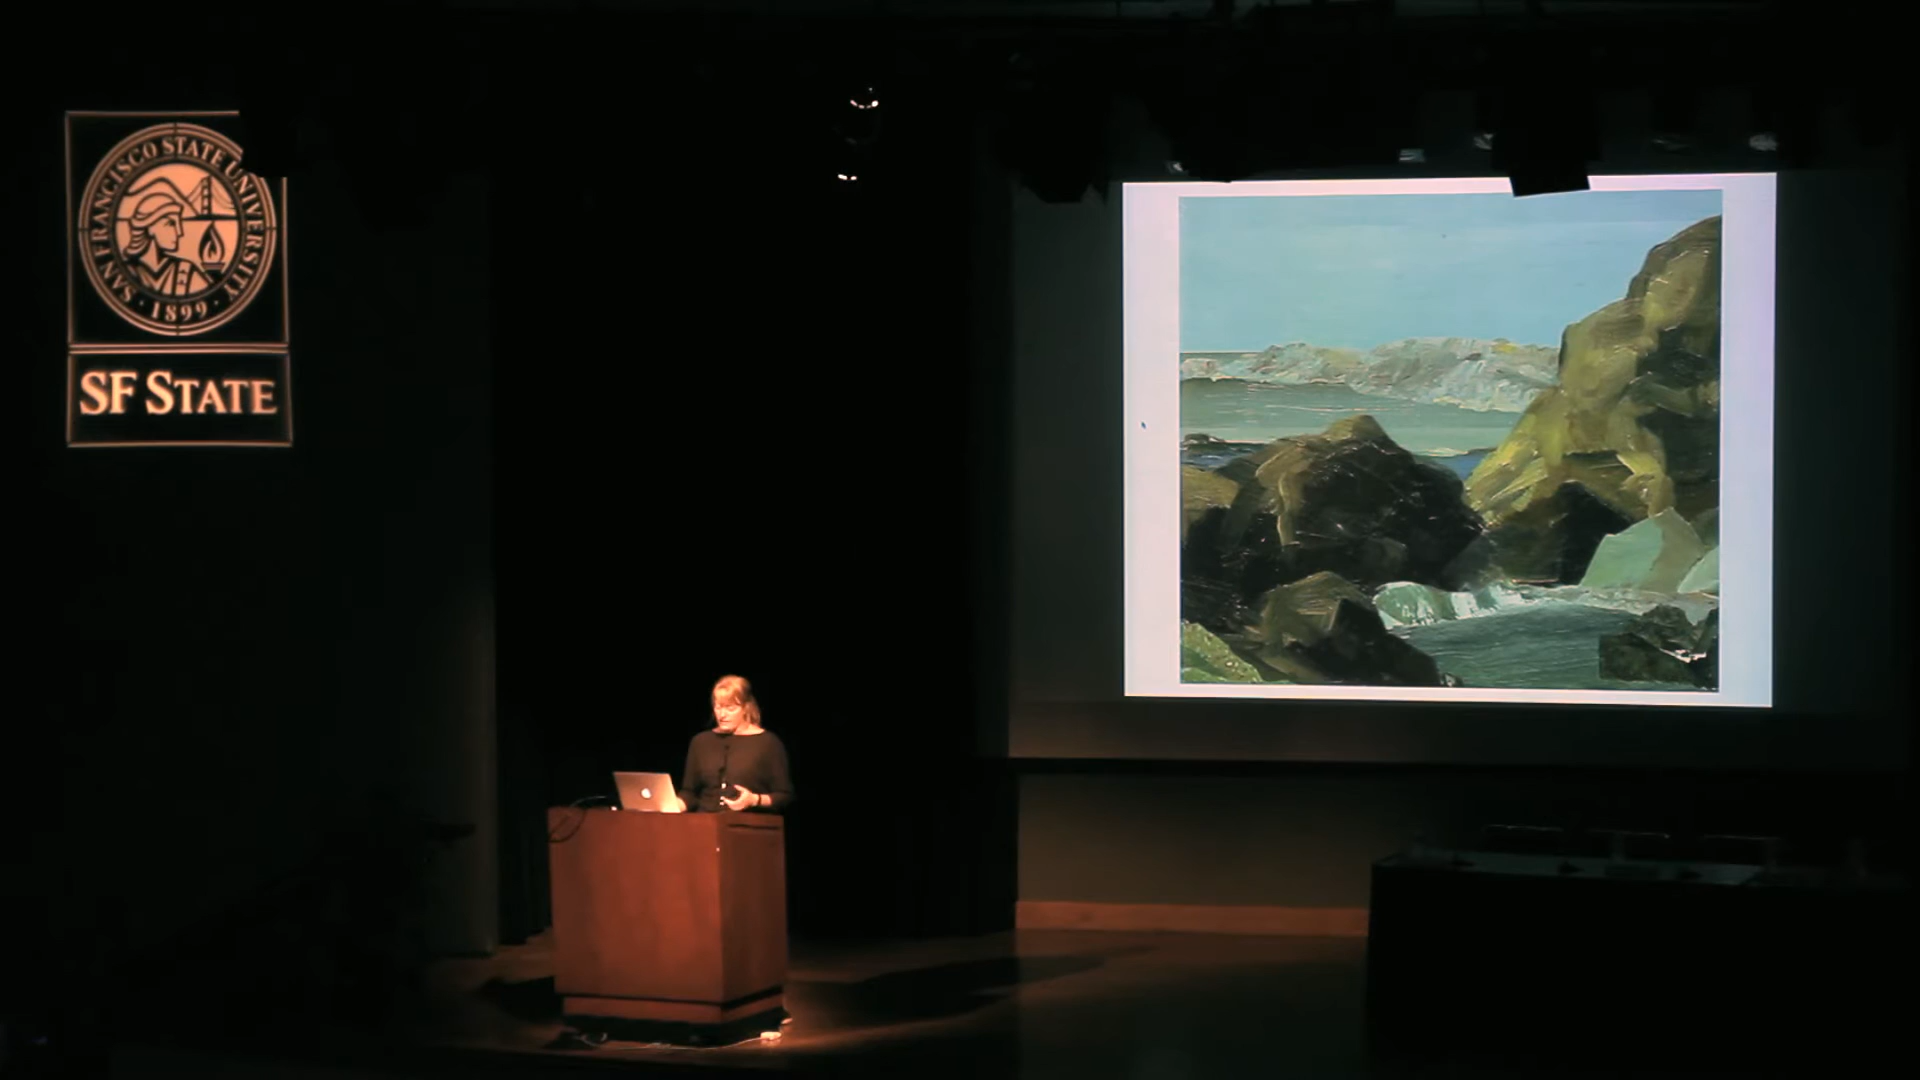 SAN FRANCISCO STATE UNIVERSITY
· 1899 ·
SF STATE